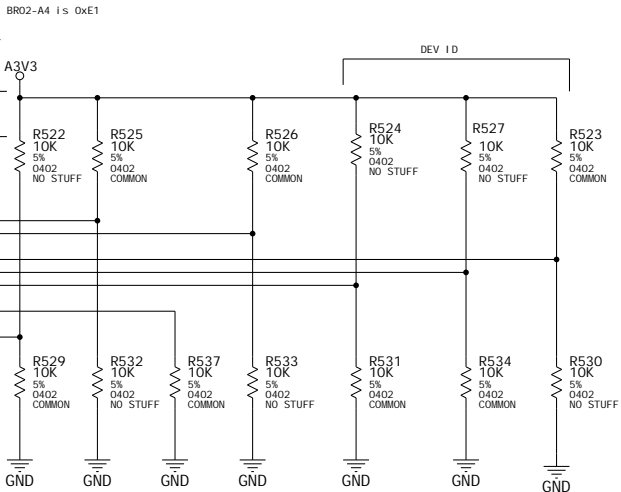 BR02-A4 is 0xE1
DEV ID
A3V3
R522
10K
5%
0402
NO STUFF
R525
10K
5%
0402
COMMON
R526
10K
5%
0402
COMMON
R524
10K
5%
0402
NO STUFF
R527
10K
5%
0402
NO STUFF
R523
10K
5%
0402
COMMON
R529
10K
5%
0402
COMMON
R532
10K
5%
0402
NO STUFF
R537
10K
5%
0402
COMMON
R533
10K
5%
0402
NO STUFF
R531
10K
5%
0402
COMMON
R534
10K
5%
0402
COMMON
R530
10K
5%
0402
NO STUFF
GND
GND
GND
GND
GND
GND
GND